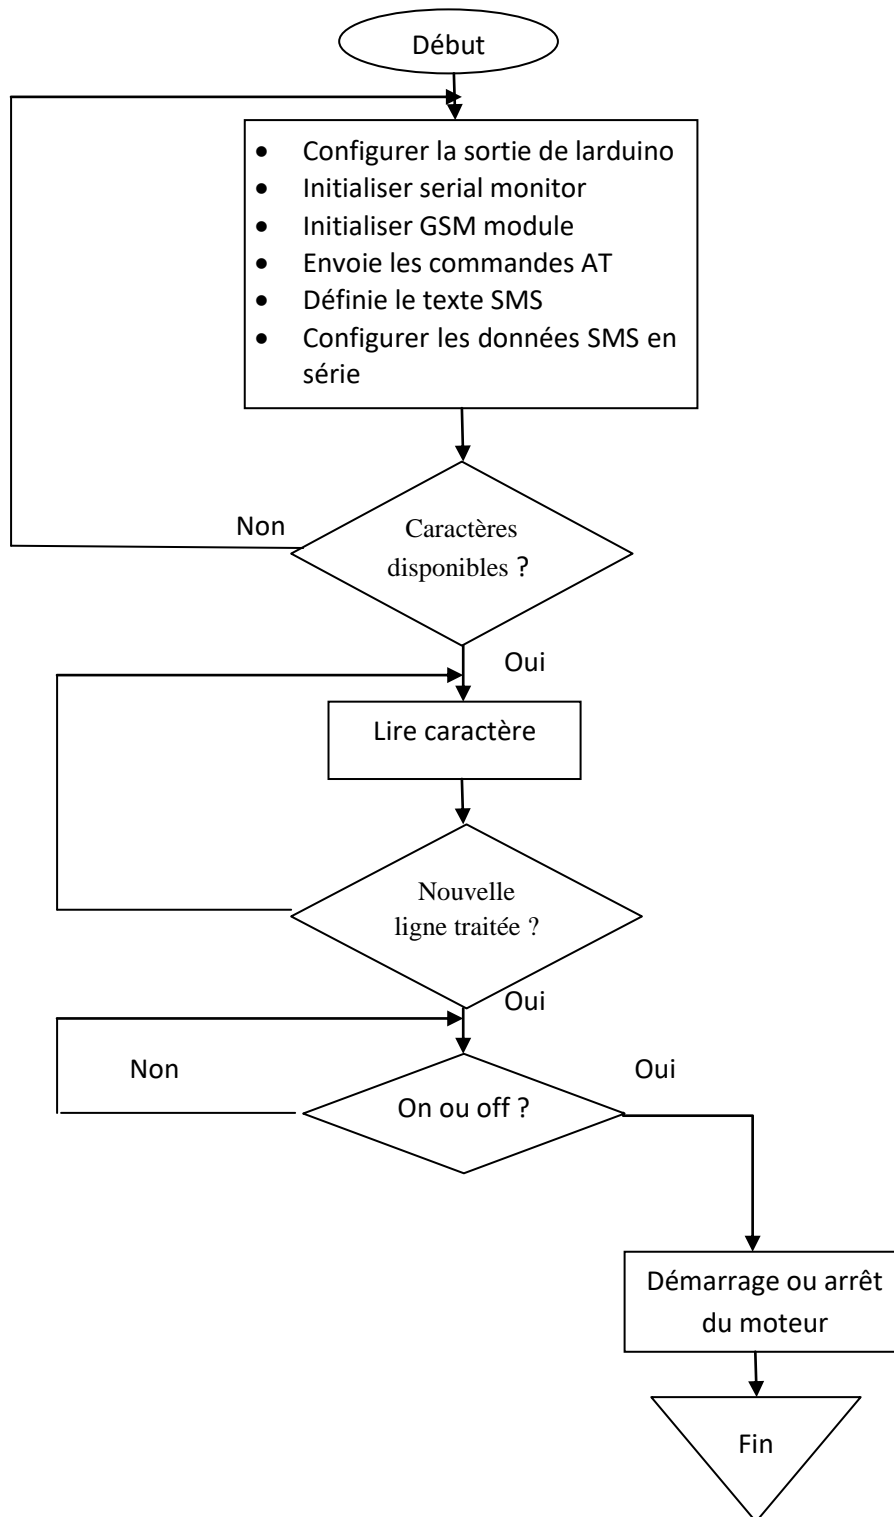 Début
• Configurer la sortie de larduino
• Initialiser serial monitor
• Initialiser GSM module
• Envoie les commandes AT
• Définie le texte SMS
• Configurer les données SMS en
série
Non
Caractères
disponibles ?
Oui
Lire caractère
Nouvelle
ligne traitée ?
Oui
Non
Oui
On ou off ?
Démarrage ou arrêt
du moteur
Fin